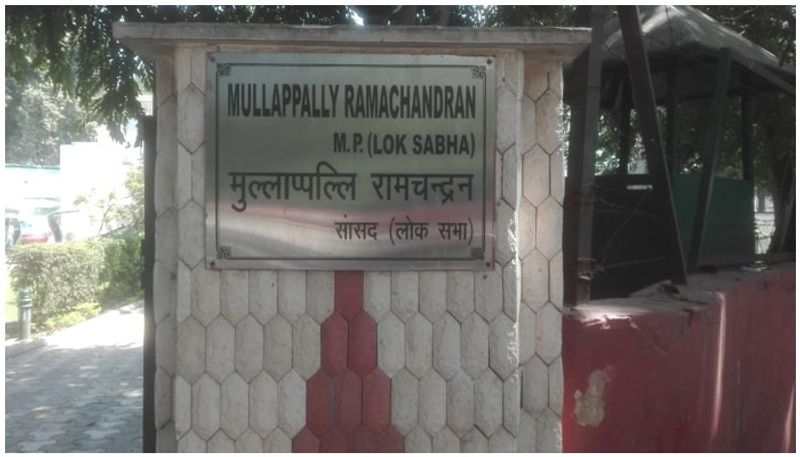 MULLAPPALLY RAMACHANDRAN
M.P. (LOK SABHA)
मुल्लाप्पल्लि रामचन्द्रन
सांसद (लोक सभा)